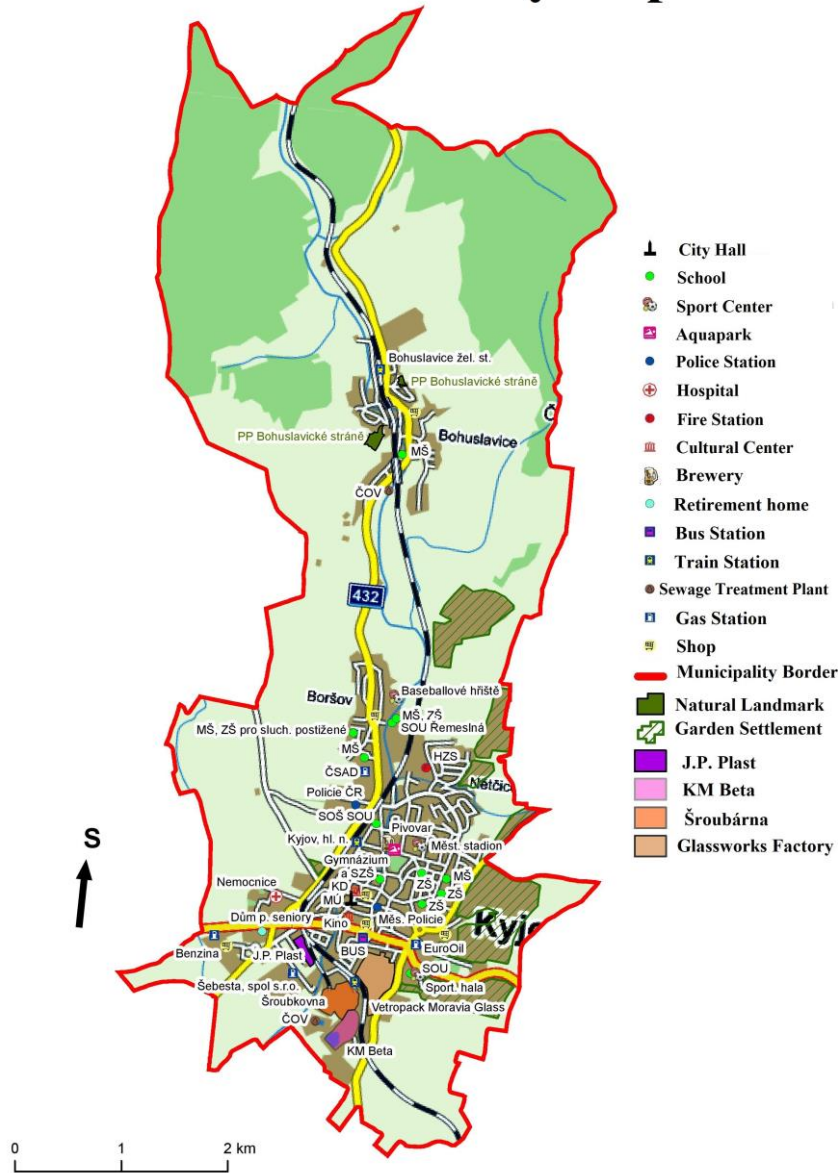 Bohuslavice žel. st.
PP Bohuslavické stráně
PP Bohuslavické stráně
Bohuslavice
Č
MŠ
ČOV
432
Boršov
Baseballové hřiště
MŠ, ZŠ
SOU Řemeslná
MŠ, ZŠ pro sluch. postižené
MŠ
ČSAD
HZS
Nětčic
Policie ČR
SOŠ SOU
Pivovar
Kyjov, hl. n.
Měst. stadion
Gymnázium
a SZŠ
ZŠ
MŠ
Nemocnice
KD
MÚ
ZŠ
ZŠ
Kyj
Dům p. seniory
Kino
Měs. Policie
Benzina
J.P. Plast
BUS
EuroOil
SOU
Sport. hala
Šebesta, spol s.r.o.
Šroubkovna
Vetropack Moravia Glass
ČOV
KM Beta
S
0 1 2 km
City Hall
School
Sport Center
Aquapark
Police Station
Hospital
Fire Station
Cultural Center
Brewery
Retirement home
Bus Station
Train Station
Sewage Treatment Plant
Gas Station
Shop
Municipality Border
Natural Landmark
Garden Settlement
J.P. Plast
KM Beta
Šroubárna
Glassworks Factory